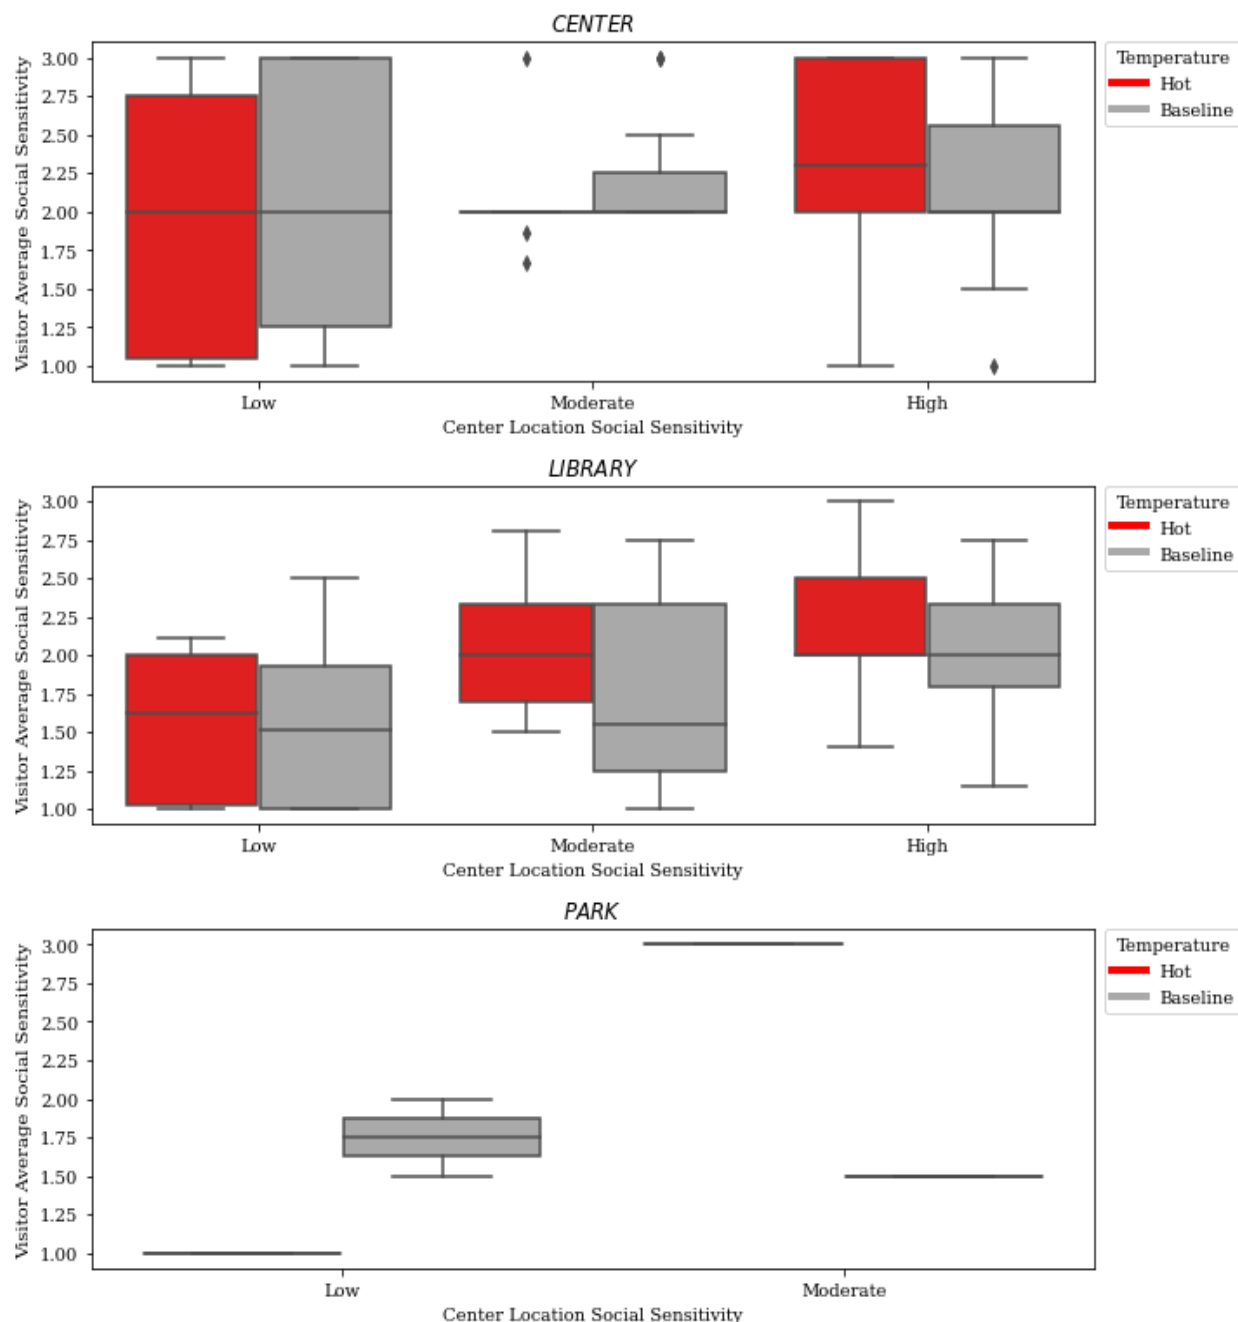 CENTER
Visitor Average Social Sensitivity
3.00
2.75
2.50
2.25
2.00
1.75
1.50
1.25
1.00
Low
Moderate
High
Center Location Social Sensitivity
Temperature
Hot
Baseline
LIBRARY
Visitor Average Social Sensitivity
3.00
2.75
2.50
2.25
2.00
1.75
1.50
1.25
1.00
Low
Moderate
High
Center Location Social Sensitivity
Temperature
Hot
Baseline
PARK
Visitor Average Social Sensitivity
3.00
2.75
2.50
2.25
2.00
1.75
1.50
1.25
1.00
Low
Moderate
Center Location Social Sensitivity
Temperature
Hot
Baseline